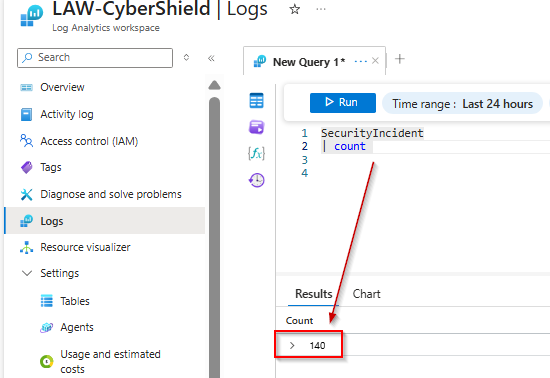 LAW-CyberShield | Logs
Log Analytics workspace
Search
Overview
Activity log
Access control (IAM)
Tags
Diagnose and solve problems
Logs
Resource visualizer
Settings
Tables
Agents
Usage and estimated
costs
New Query 1*
Run
Time range : Last 24 hours
1 SecurityIncident
2 | count
3
4
Results Chart
Count
140